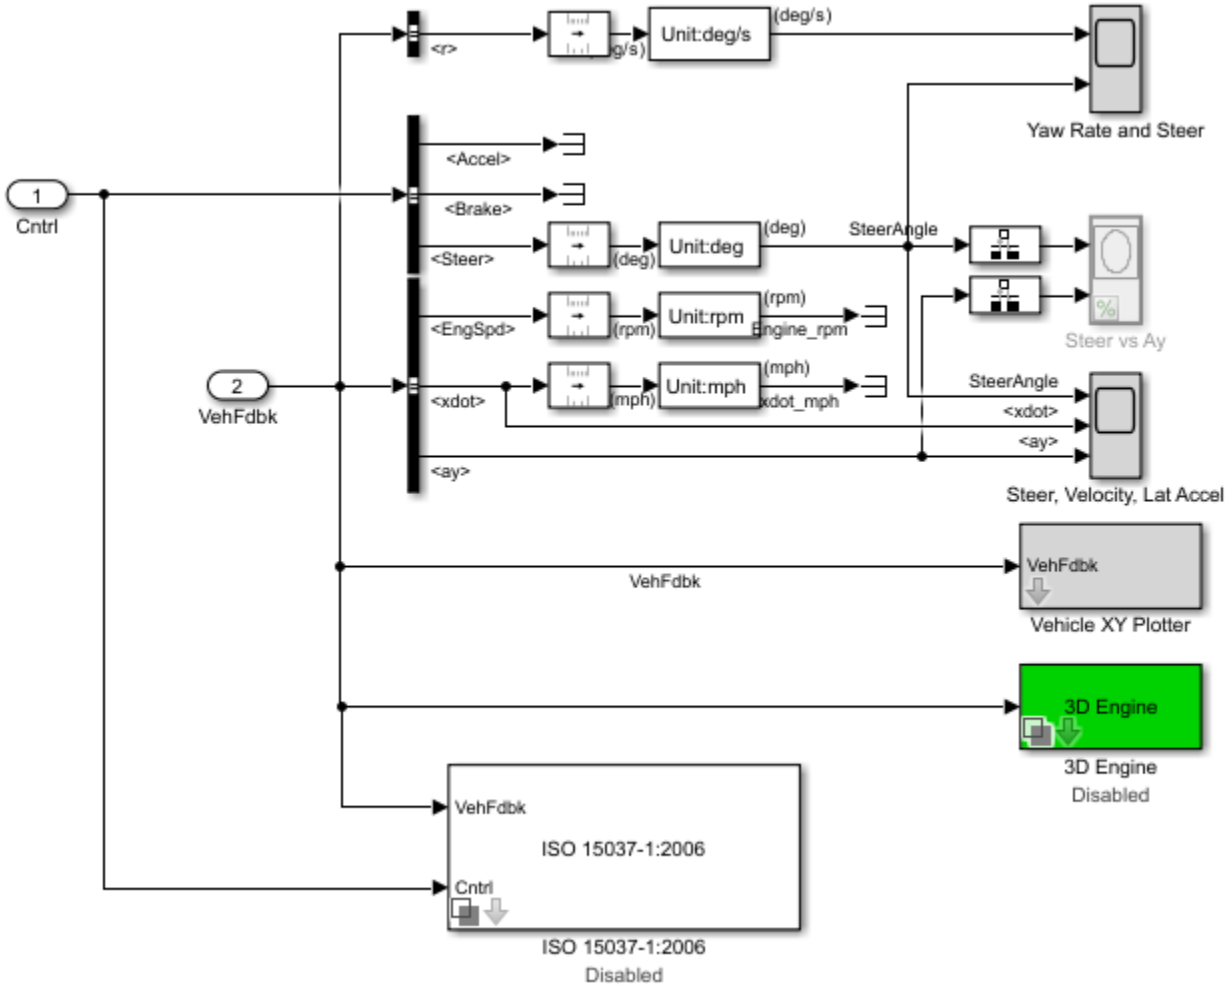 (deg/s)
Unit:deg/s
<r>
(deg/s)
Yaw Rate and Steer
<Accel>
1
<Brake>
Cntrl
(deg)
SteerAngle
Unit:deg
<Steer>
(deg)
(rpm)
Unit:rpm
<EngSpd>
(rpm)
Engine_rpm
%
Steer vs Ay
(mph)
2
Unit:mph
SteerAngle
<xdot>
(mph)
xdot_mph
<xdot>
VehFdbk
<ay>
<ay>
Steer, Velocity, Lat Accel
VehFdbk
VehFdbk
Vehicle XY Plotter
3D Engine
3D Engine
Disabled
VehFdbk
ISO 15037-1:2006
Cntrl
ISO 15037-1:2006
Disabled